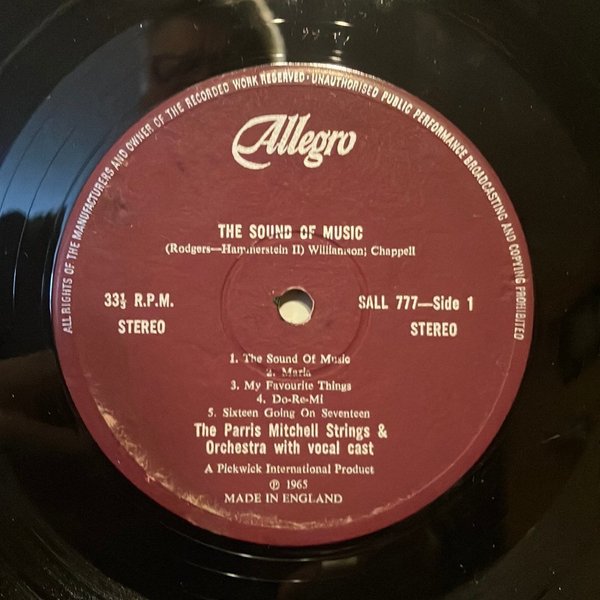 ALL RIGHTS OF THE MANUFACTURERS AND OWNER OF THE RECORDED WORK RESERVED · UNAUTHORISED PUBLIC PERFORMANCE BROADCASTING AND COPYING PROHIBITED
Allegro
THE SOUND OF MUSIC
(Rodgers—Hammerstein II) Williamson; Chappell
33⅓ R.P.M.
STEREO
SALL 777—Side 1
STEREO
1. The Sound Of Music
2. Maria
3. My Favourite Things
4. Do-Re-Mi
5. Sixteen Going On Seventeen
The Parris Mitchell Strings &
Orchestra with vocal cast
A Pickwick International Product
℗ 1965
MADE IN ENGLAND